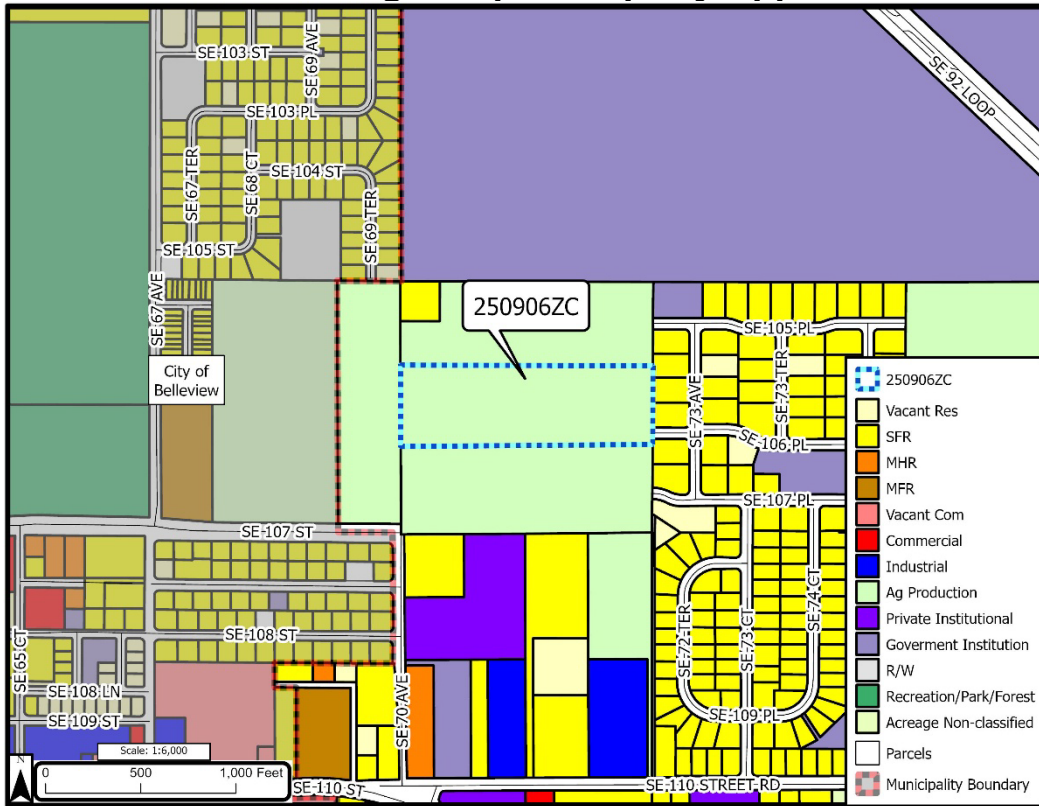 SE 103 ST
SE 69 AVE
SE 92 LOOP
SE 103 PL
SE 67 TER
SE 68 CT
SE 104 ST
SE 69 TER
SE 105 ST
SE 67 AVE
250906ZC
SE 105 PL
City of
Belleview
SE 73 AVE
SE 73 TER
SE 106 PL
SE 107 PL
SE 107 ST
SE 108 ST
SE 65 CT
SE 108 LN
SE 109 ST
SE 70 AVE
SE 72 TER
SE 73 CT
SE 74 CT
SE 109 PL
SE 110 ST
SE 110 STREET RD
250906ZC
Vacant Res
SFR
MHR
MFR
Vacant Com
Commercial
Industrial
Ag Production
Private Institutional
Goverment Institution
R/W
Recreation/Park/Forest
Acreage Non-classified
Parcels
Municipality Boundary
Scale: 1:6,000
N
0 500 1,000 Feet